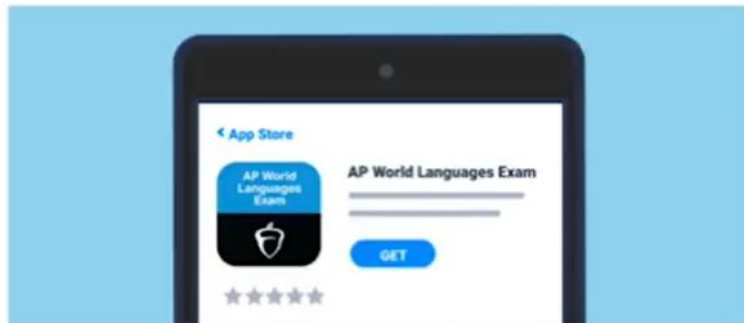 < App Store
AP World
Languages
Exam
AP World Languages Exam
GET